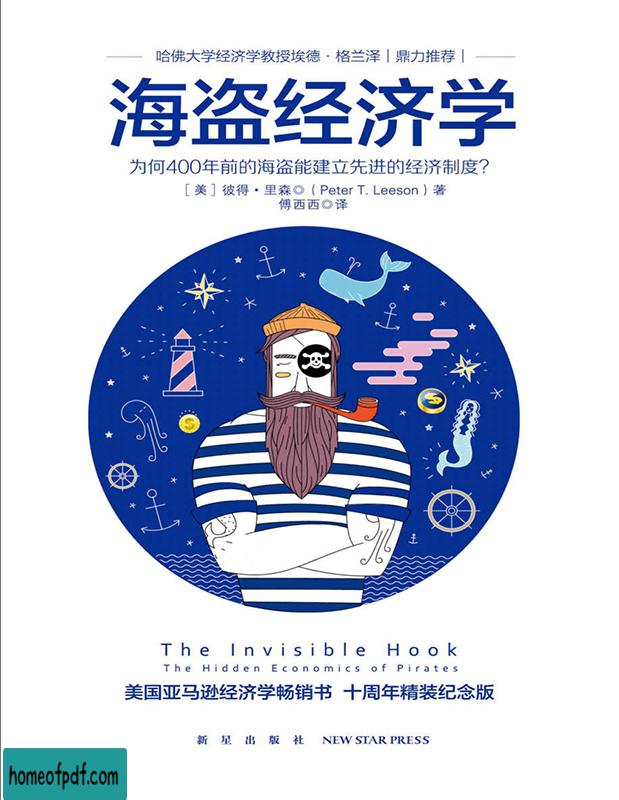 哈佛大学经济学教授埃德·格兰泽|鼎力推荐|
海盗经济学
为何400年前的海盗能建立先进的经济制度?
[美]彼得·里森◎(Peter T. Leeson)著
傅西西◎译
The Invisible Hook
The Hidden Economics of Pirates
美国亚马逊经济学畅销书 十周年精装纪念版
新星出版社 NEW STAR PRESS
homeofpdf.com